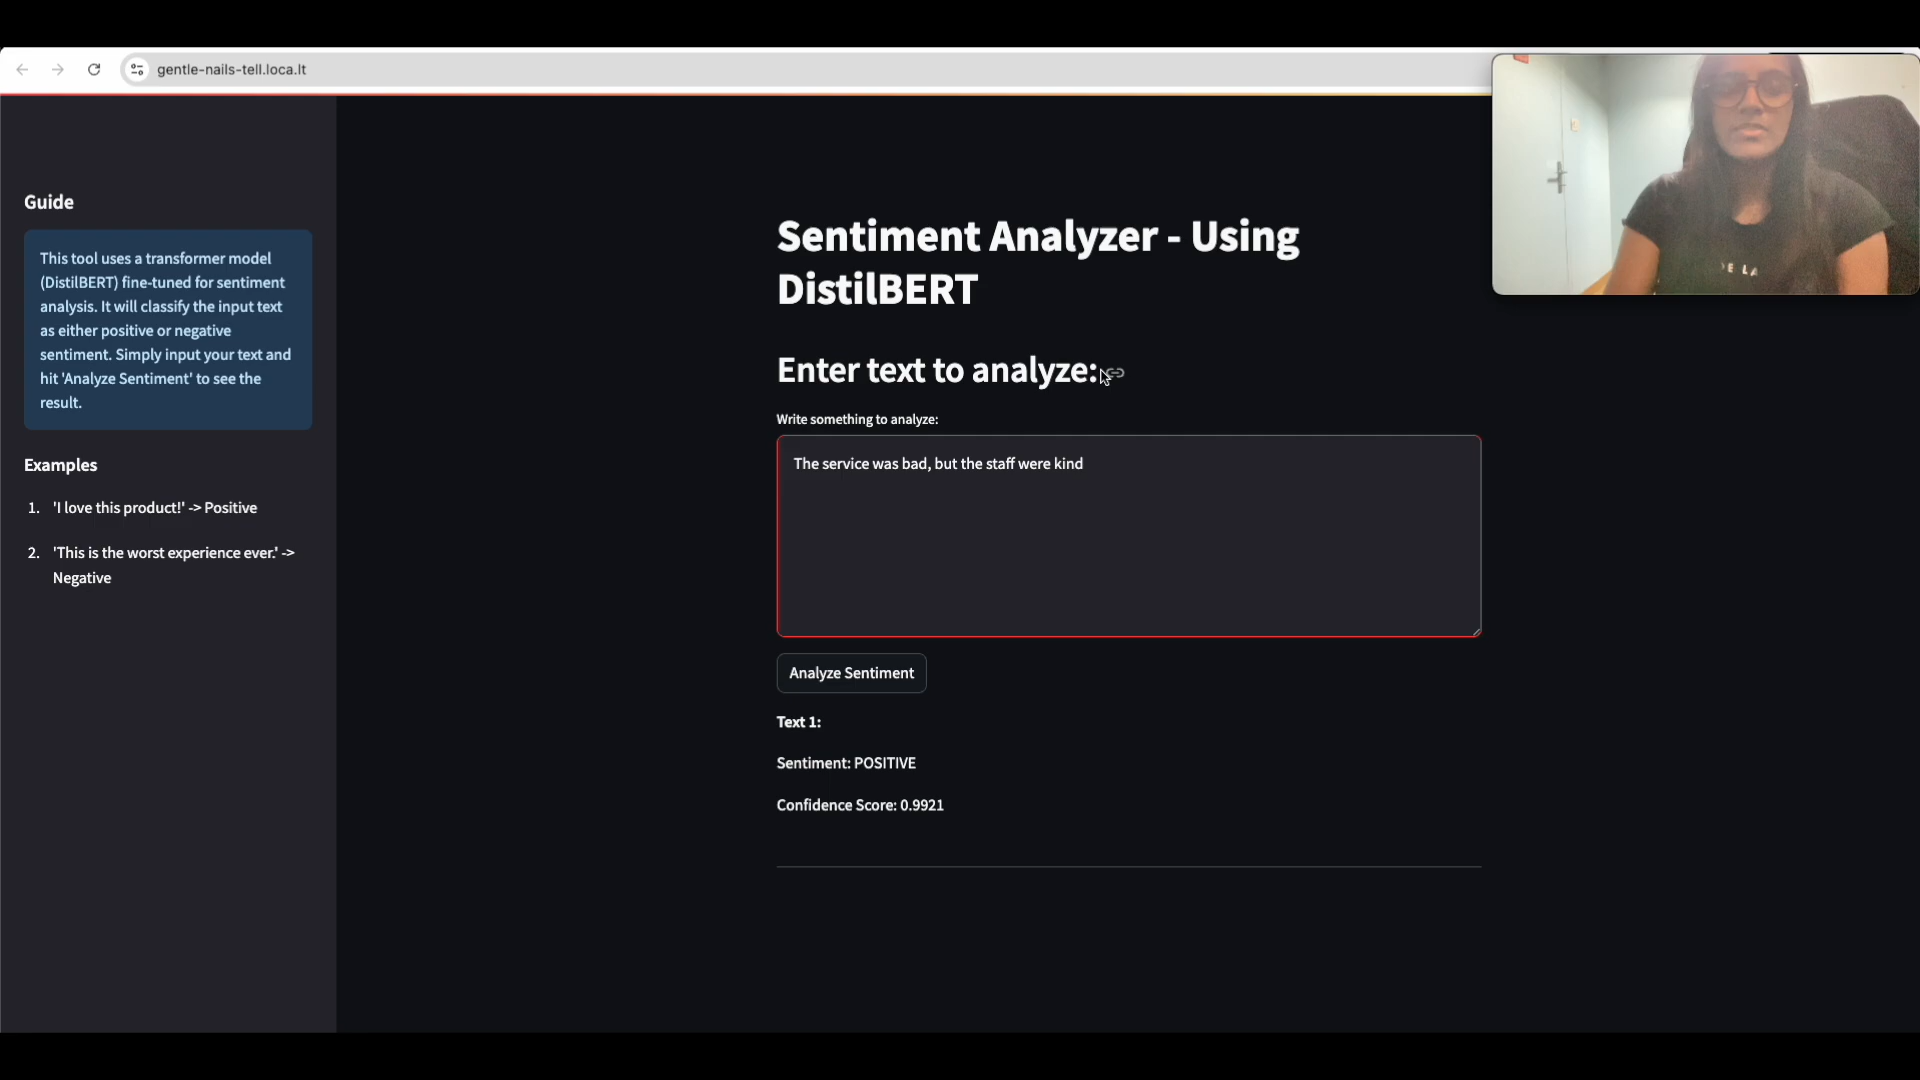 gentle-nails-tell.loca.lt
Guide
This tool uses a transformer model
(DistilBERT) fine-tuned for sentiment
analysis. It will classify the input text
as either positive or negative
sentiment. Simply input your text and
hit 'Analyze Sentiment' to see the
result.
Examples
1. 'I love this product!' -> Positive
2. 'This is the worst experience ever.' ->
Negative
Sentiment Analyzer - Using
DistilBERT
Enter text to analyze:
Write something to analyze:
The service was bad, but the staff were kind
Analyze Sentiment
Text 1:
Sentiment: POSITIVE
Confidence Score: 0.9921